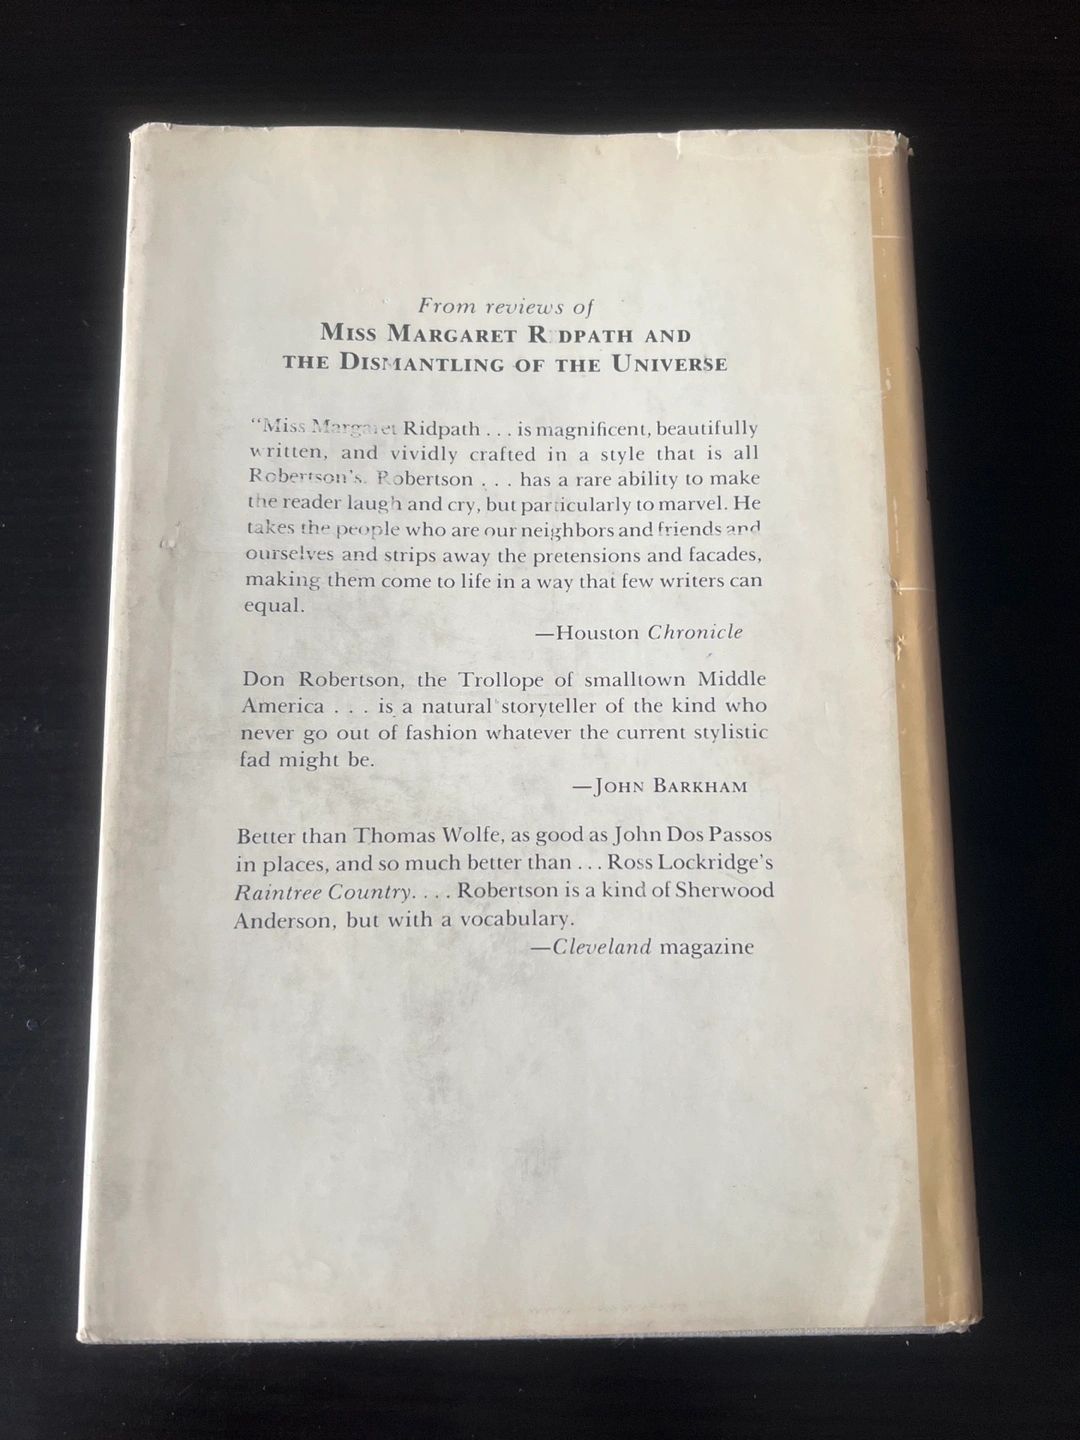 From reviews of
MISS MARGARET RIDPATH AND
THE DISMANTLING OF THE UNIVERSE
"Miss Margaret Ridpath . . . is magnificent, beautifully
written, and vividly crafted in a style that is all
Robertson's. Robertson . . . has a rare ability to make
the reader laugh and cry, but particularly to marvel. He
takes the people who are our neighbors and friends and
ourselves and strips away the pretensions and facades,
making them come to life in a way that few writers can
equal.
—Houston Chronicle
Don Robertson, the Trollope of smalltown Middle
America . . . is a natural storyteller of the kind who
never go out of fashion whatever the current stylistic
fad might be.
—JOHN BARKHAM
Better than Thomas Wolfe, as good as John Dos Passos
in places, and so much better than . . . Ross Lockridge's
Raintree Country. . . . Robertson is a kind of Sherwood
Anderson, but with a vocabulary.
—Cleveland magazine